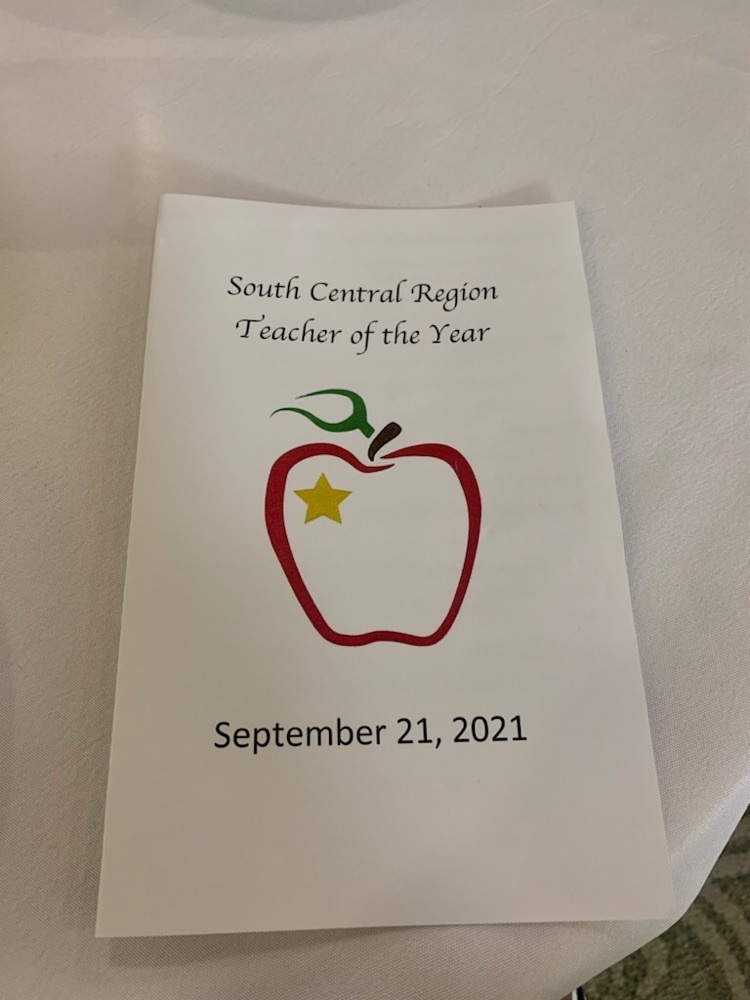 South Central Region
Teacher of the Year
September 21, 2021